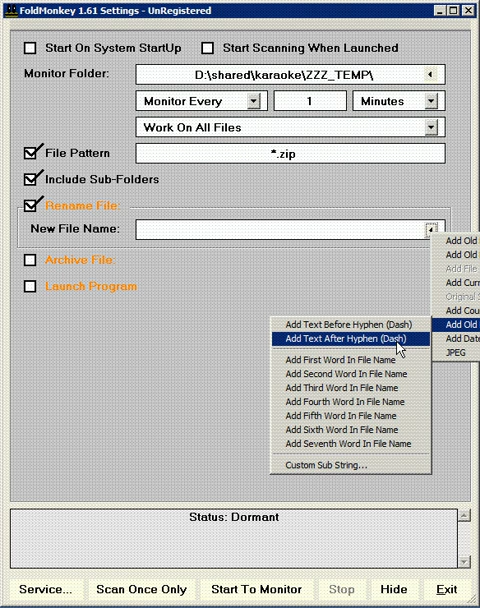 FoldMonkey 1.61 Settings - UnRegistered
Start On System StartUp
Start Scanning When Launched
Monitor Folder:
D:\shared\karaoke\ZZZ_TEMP\
Monitor Every
1
Minutes
Work On All Files
File Pattern
*.zip
Include Sub-Folders
Rename File:
New File Name:
Add Old
Add Old
Add File
Archive File:
Add Curr
Launch Program
Original S
Add Cou
Add Old
Add Date
JPEG
Add Text Before Hyphen (Dash)
Add Text After Hyphen (Dash)
Add First Word In File Name
Add Second Word In File Name
Add Third Word In File Name
Add Fourth Word In File Name
Add Fifth Word In File Name
Add Sixth Word In File Name
Add Seventh Word In File Name
Custom Sub String...
Status: Dormant
Service...
Scan Once Only
Start To Monitor
Stop
Hide
Exit